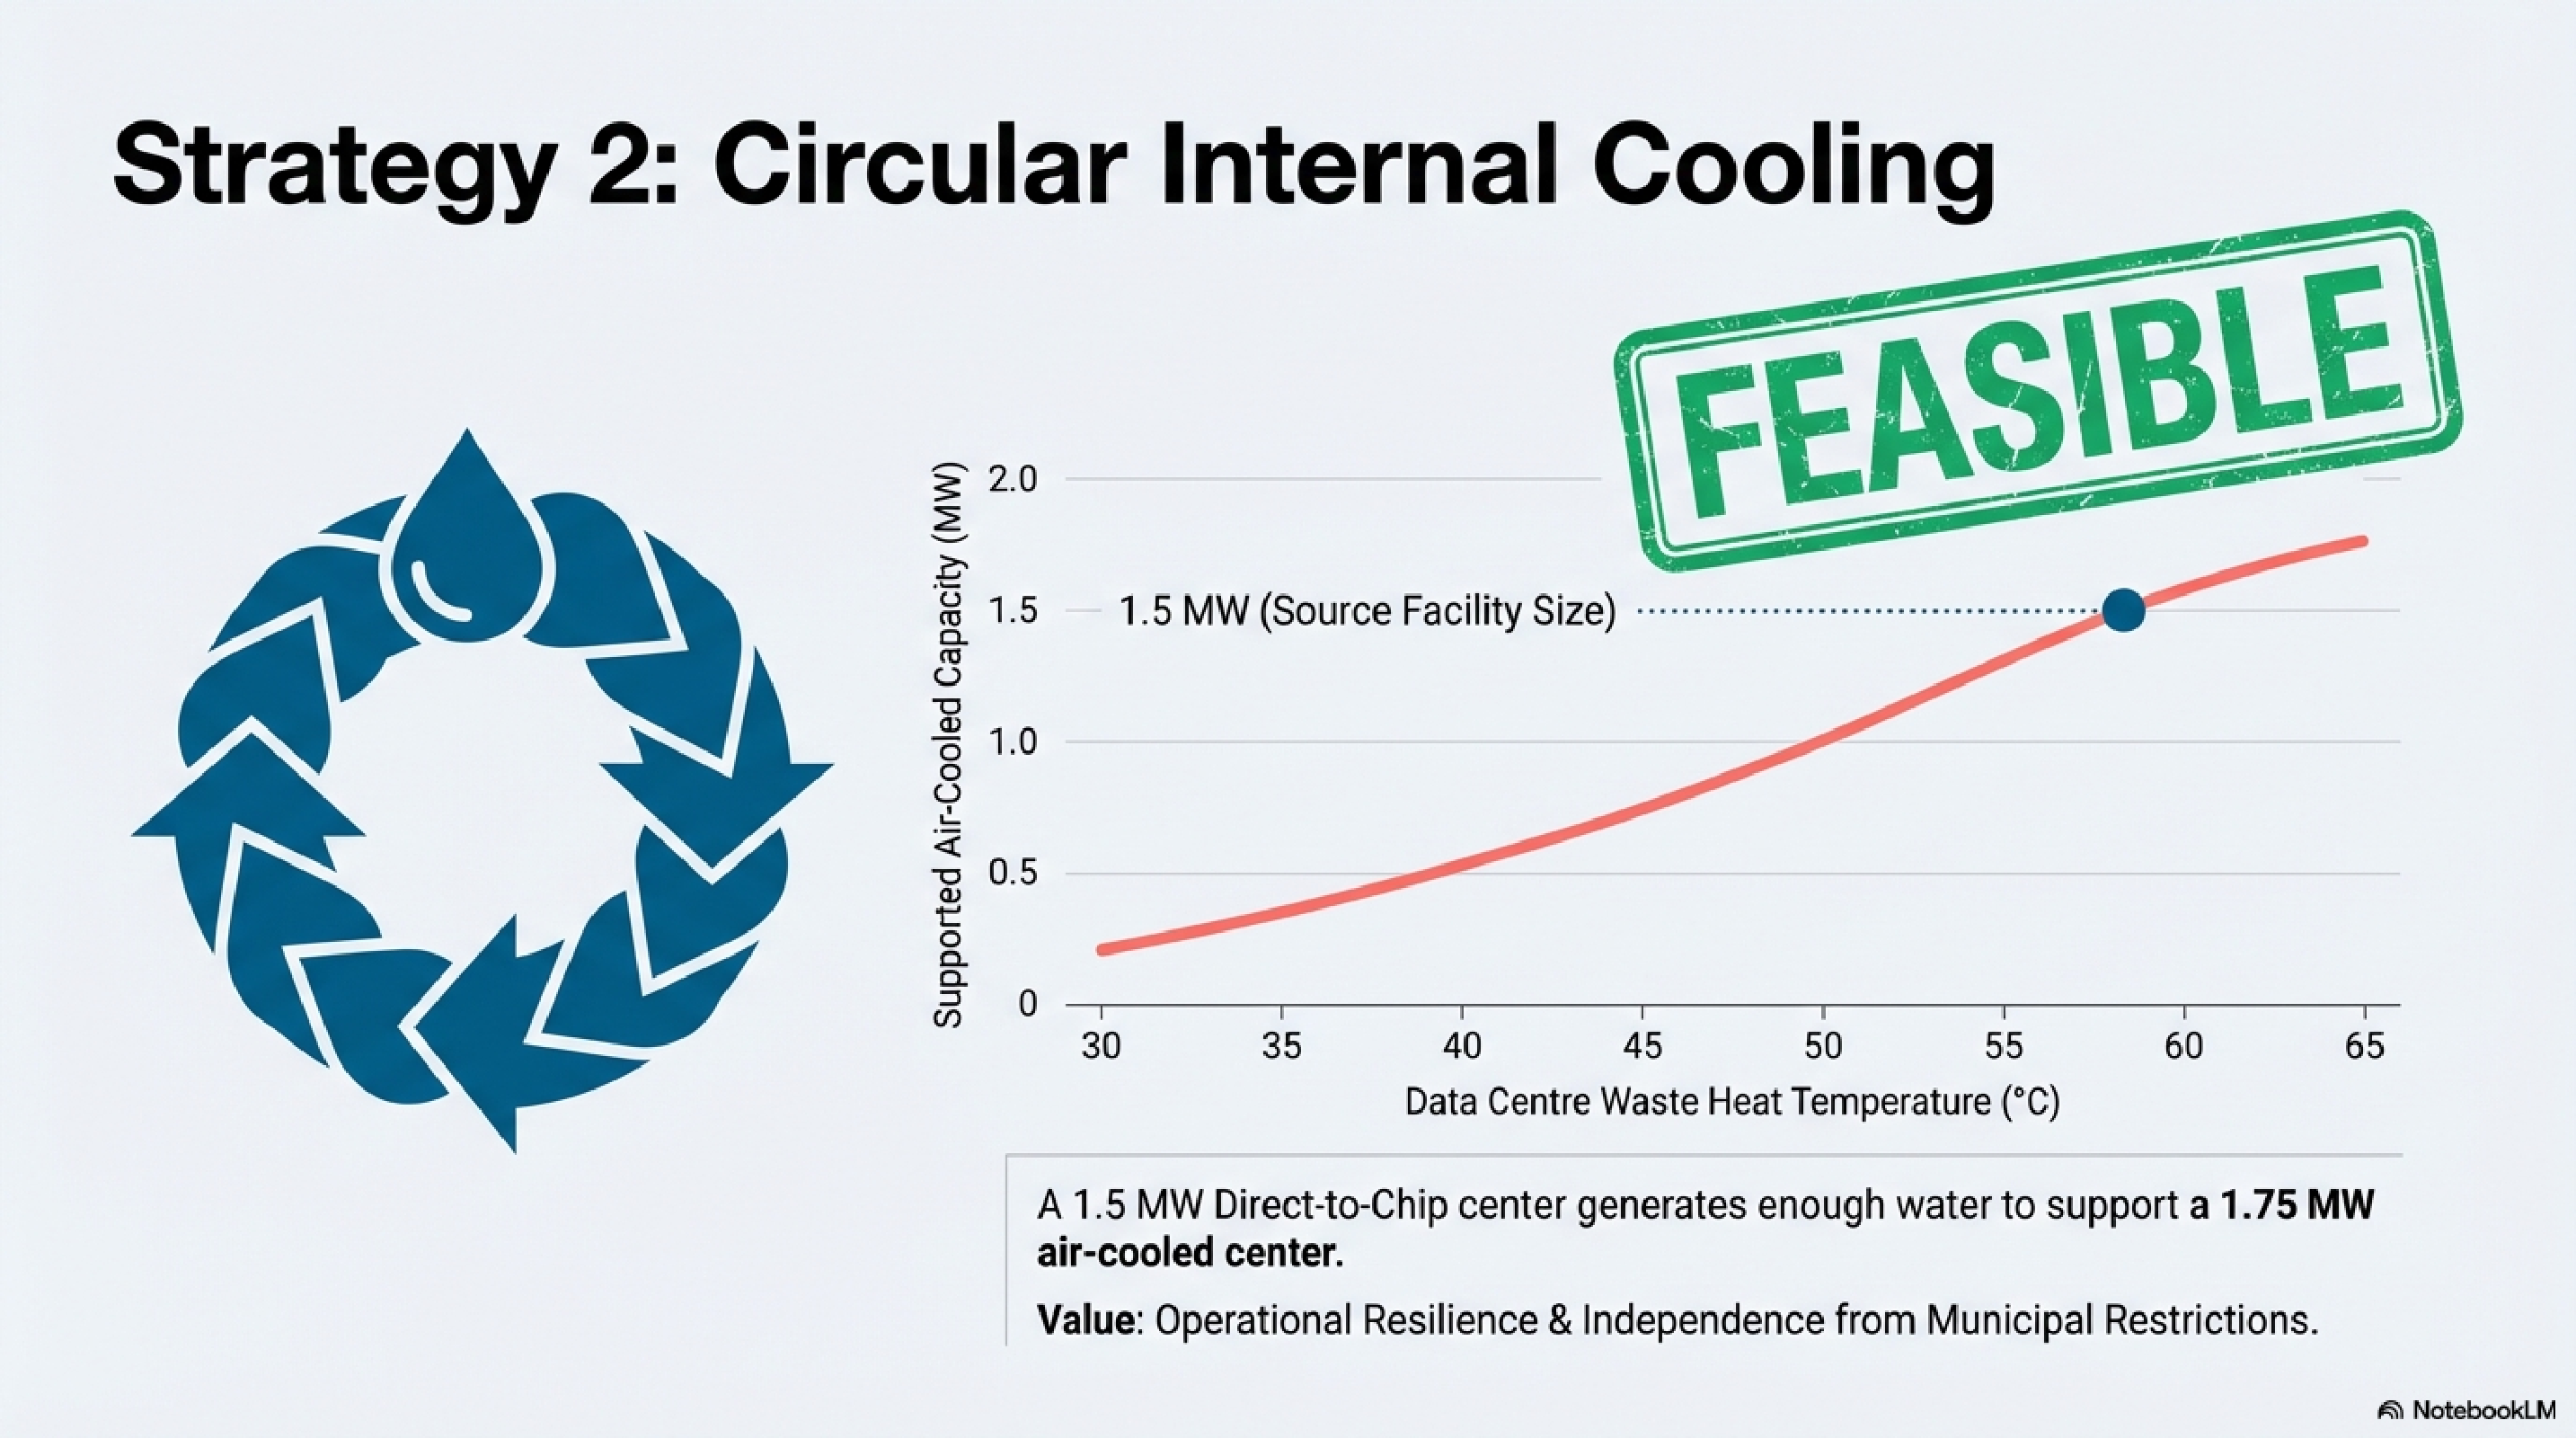 Strategy 2: Circular Internal Cooling
FEASIBLE
Supported Air-Cooled Capacity (MW)
2.0
1.5
1.5 MW (Source Facility Size)
1.0
0.5
0
30 35 40 45 50 55 60 65
Data Centre Waste Heat Temperature (°C)
A 1.5 MW Direct-to-Chip center generates enough water to support a 1.75 MW
air-cooled center.
Value: Operational Resilience & Independence from Municipal Restrictions.
NotebookLM